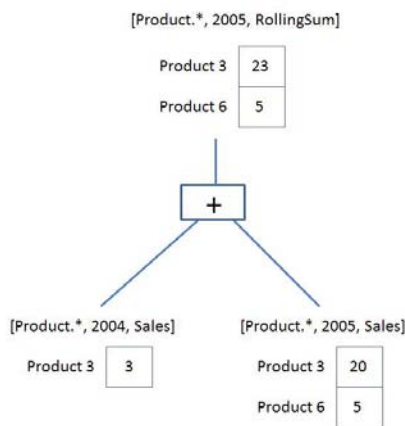 [Product.*, 2005, RollingSum]
Product 3 23
Product 6 5
+
[Product.*, 2004, Sales]
Product 3 3
[Product.*, 2005, Sales]
Product 3 20
Product 6 5